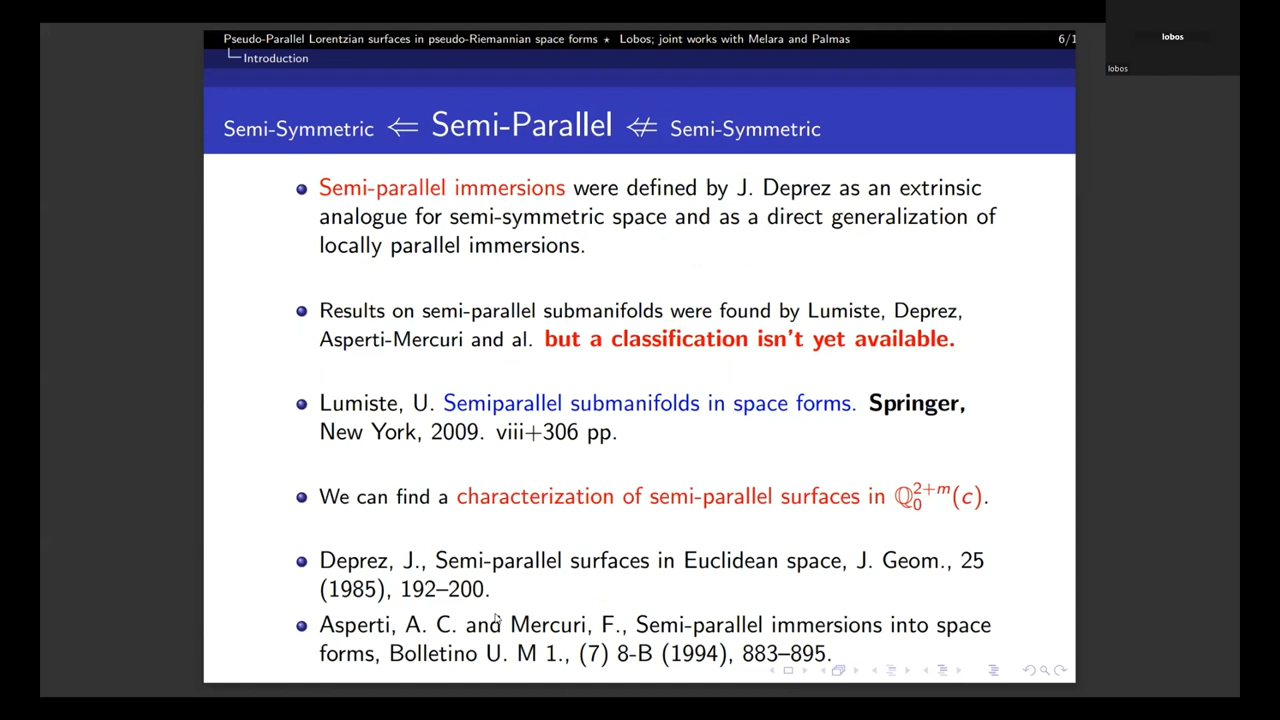 Pseudo-Parallel Lorentzian surfaces in pseudo-Riemannian space forms ⋆ Lobos; joint works with Melara and Palmas 6/1
Introduction
lobos
lobos
Semi-Symmetric ⇐ Semi-Parallel ⇍ Semi-Symmetric
Semi-parallel immersions were defined by J. Deprez as an extrinsic
analogue for semi-symmetric space and as a direct generalization of
locally parallel immersions.
Results on semi-parallel submanifolds were found by Lumiste, Deprez,
Asperti-Mercuri and al. but a classification isn't yet available.
Lumiste, U. Semiparallel submanifolds in space forms. Springer,
New York, 2009. viii+306 pp.
We can find a characterization of semi-parallel surfaces in ℚ₀²⁺ᵐ(c).
Deprez, J., Semi-parallel surfaces in Euclidean space, J. Geom., 25
(1985), 192–200.
Asperti, A. C. and Mercuri, F., Semi-parallel immersions into space
forms, Bolletino U. M 1., (7) 8-B (1994), 883–895.